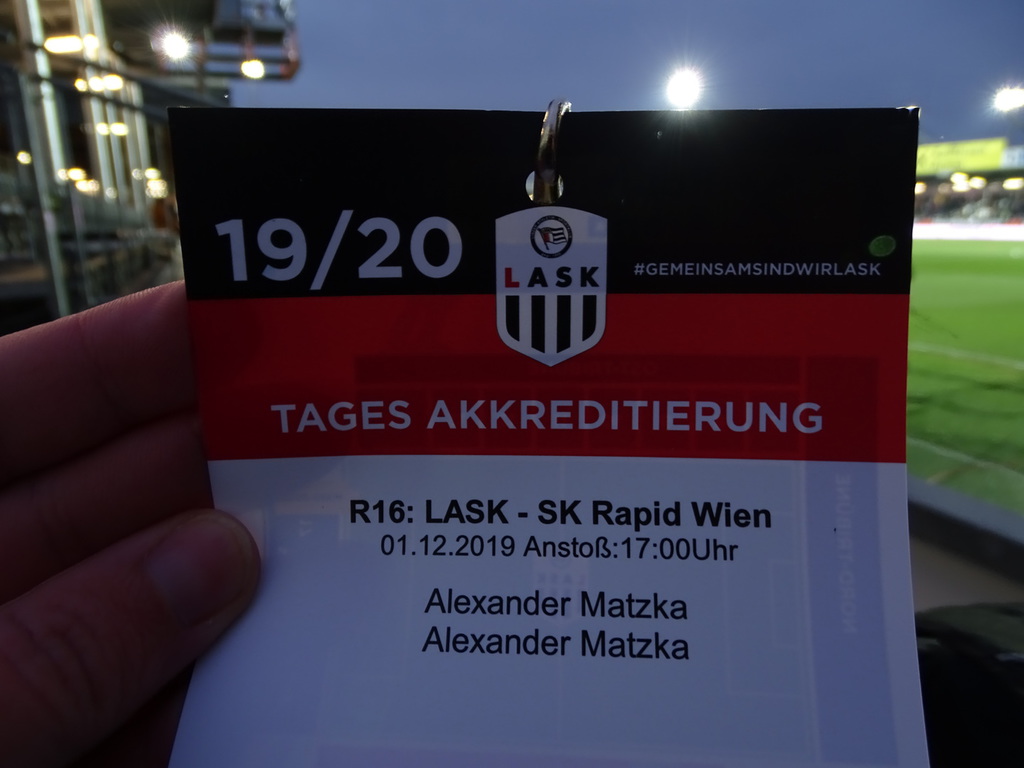 19/20
LASK
#GEMEINSAMSINDWIRLASK
TAGES AKKREDITIERUNG
R16: LASK - SK Rapid Wien
01.12.2019 Anstoß:17:00Uhr
Alexander Matzka
Alexander Matzka